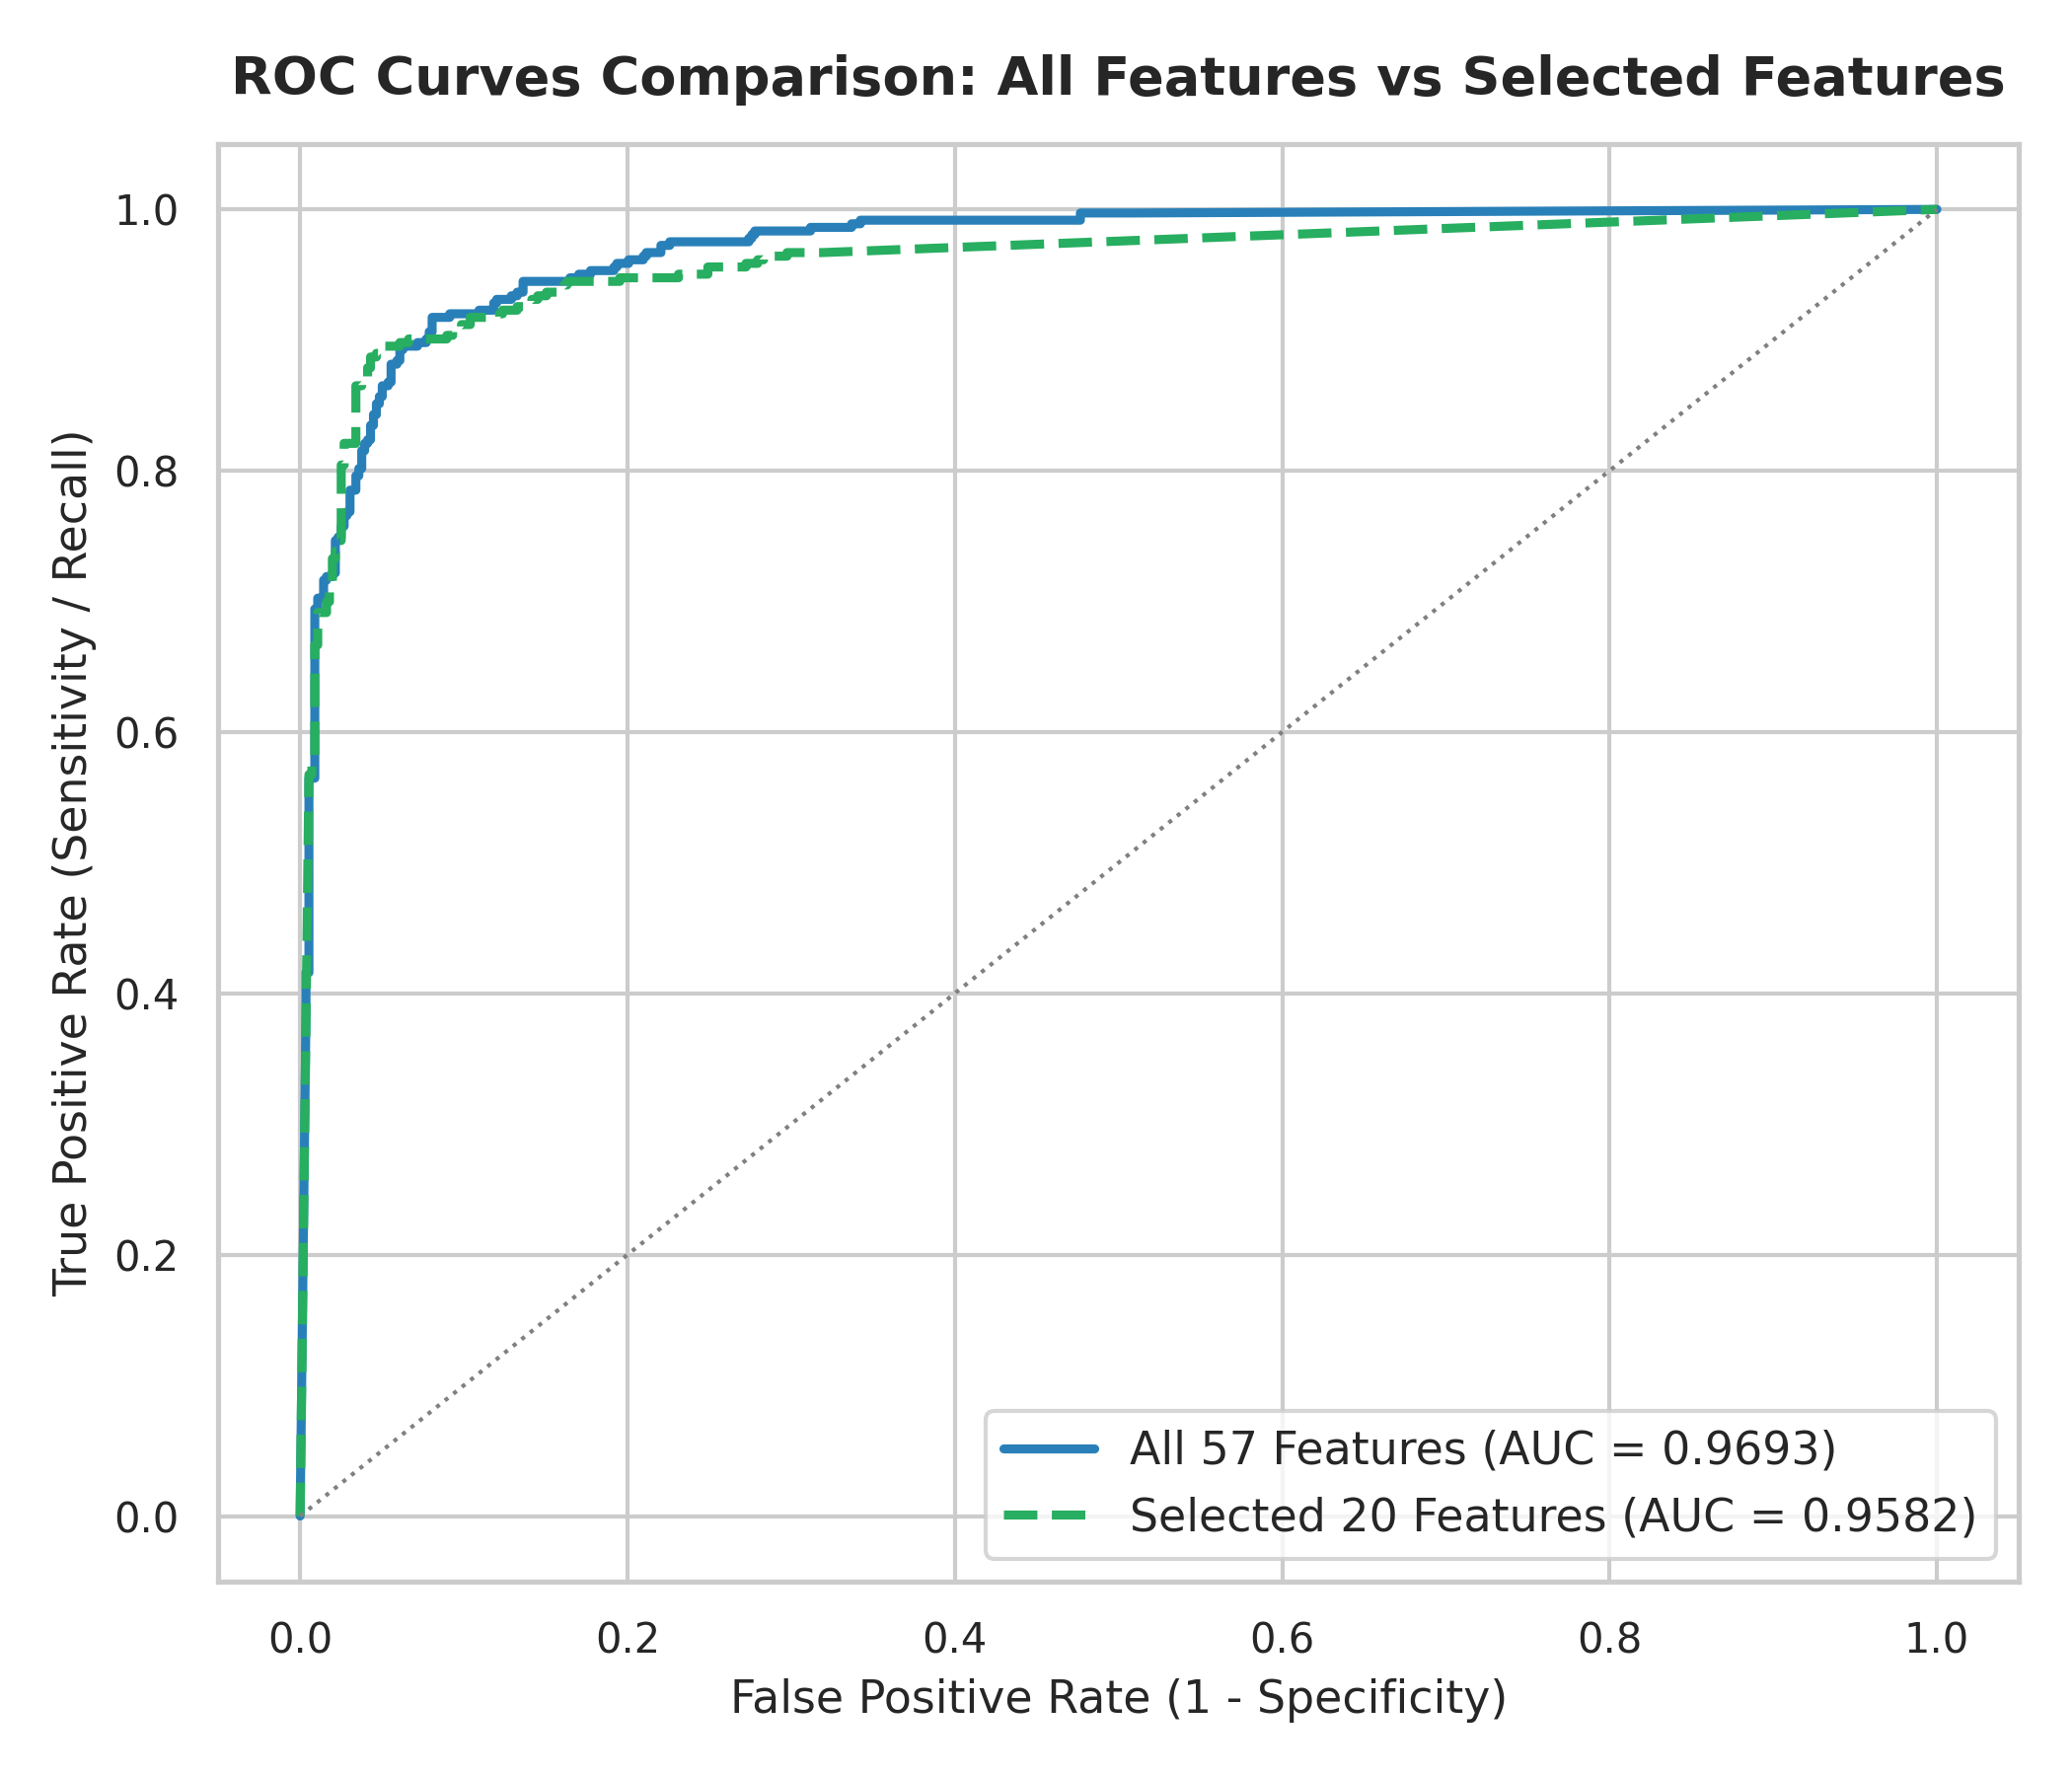 ROC Curves Comparison: All Features vs Selected Features
True Positive Rate (Sensitivity / Recall)
1.0
0.8
0.6
0.4
0.2
0.0
All 57 Features (AUC = 0.9693)
Selected 20 Features (AUC = 0.9582)
0.0 0.2 0.4 0.6 0.8 1.0
False Positive Rate (1 - Specificity)